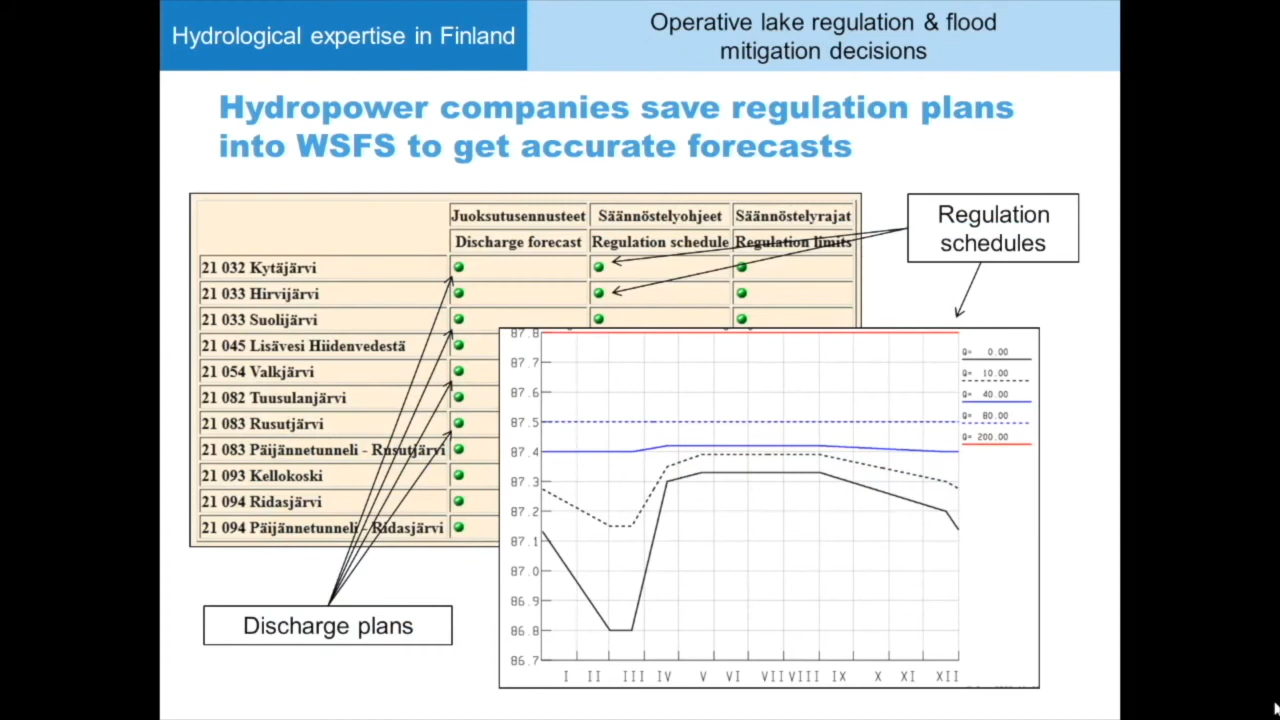 Hydrological expertise in Finland
Operative lake regulation & flood
mitigation decisions
Hydropower companies save regulation plans
into WSFS to get accurate forecasts
Regulation
schedules
Juoksutusennusteet Säännöstelyohjeet Säännöstelyrajat
Discharge forecast Regulation schedule Regulation limits
21 032 Kytäjärvi
21 033 Hirvijärvi
21 033 Suolijärvi
21 045 Lisävesi Hiidenvedestä
21 054 Valkjärvi
21 082 Tuusulanjärvi
21 083 Rusutjärvi
21 083 Päijännetunneli - Rusutjärvi
21 093 Kellokoski
21 094 Ridasjärvi
21 094 Päijännetunneli - Ridasjärvi
Discharge plans
87.8
87.7
87.6
87.5
87.4
87.3
87.2
87.1
87.0
86.9
86.8
86.7
I II III IV V VI VII VIII IX X XI XII
Q= 0.00
Q= 10.00
Q= 40.00
Q= 80.00
Q= 200.00